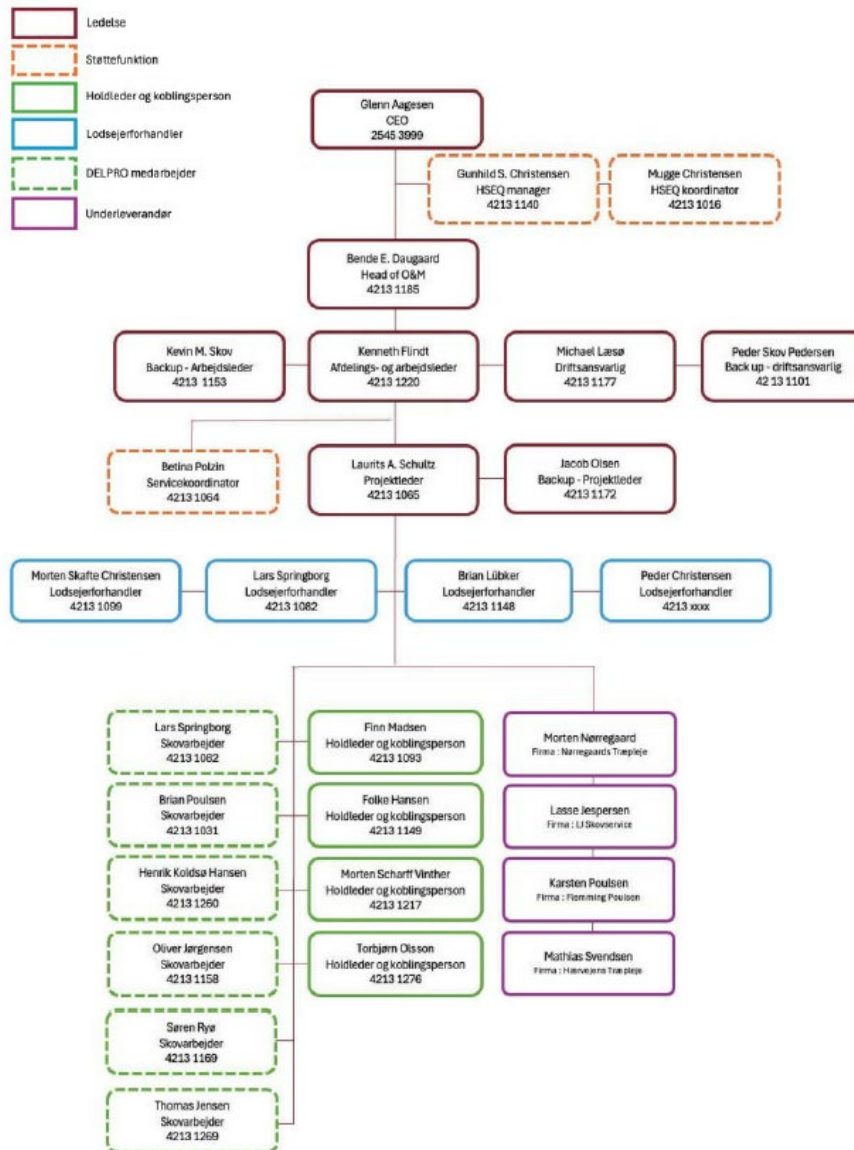 Ledelse
Støttefunktion
Holdleder og koblingsperson
Lodsejerforhandler
DELPRO medarbejder
Underleverandør
Glenn Aagesen
CEO
2545 3999
Gunhild S. Christensen
HSEQ manager
4213 1140
Mugge Christensen
HSEQ koordinator
4213 1016
Bende E. Daugaard
Head of O&M
4213 1185
Kevin M. Skov
Backup - Arbejdsleder
4213 1153
Kenneth Flindt
Afdelings- og arbejdsleder
4213 1220
Michael Læsø
Driftsansvarlig
4213 1177
Peder Skov Pedersen
Back up - driftsansvarlig
42 13 1101
Betina Polzin
Servicekoordinator
4213 1064
Laurits A. Schultz
Projektleder
4213 1065
Jacob Olsen
Backup - Projektleder
4213 1172
Morten Skafte Christensen
Lodsejerforhandler
4213 1099
Lars Springborg
Lodsejerforhandler
4213 1082
Brian Lübker
Lodsejerforhandler
4213 1148
Peder Christensen
Lodsejerforhandler
4213 xxxx
Lars Springborg
Skovarbejder
4213 1082
Finn Madsen
Holdleder og koblingsperson
4213 1093
Morten Nørregaard
Firma : Nørregaards Træpleje
Brian Poulsen
Skovarbejder
4213 1031
Folke Hansen
Holdleder og koblingsperson
4213 1149
Lasse Jespersen
Firma : LJ Skovservice
Henrik Koldsø Hansen
Skovarbejder
4213 1260
Morten Scharff Vinther
Holdleder og koblingsperson
4213 1217
Karsten Poulsen
Firma : Flemming Poulsen
Oliver Jørgensen
Skovarbejder
4213 1158
Torbjørn Olsson
Holdleder og koblingsperson
4213 1276
Mathias Svendsen
Firma : Hærvejens Træpleje
Søren Ryø
Skovarbejder
4213 1169
Thomas Jensen
Skovarbejder
4213 1269